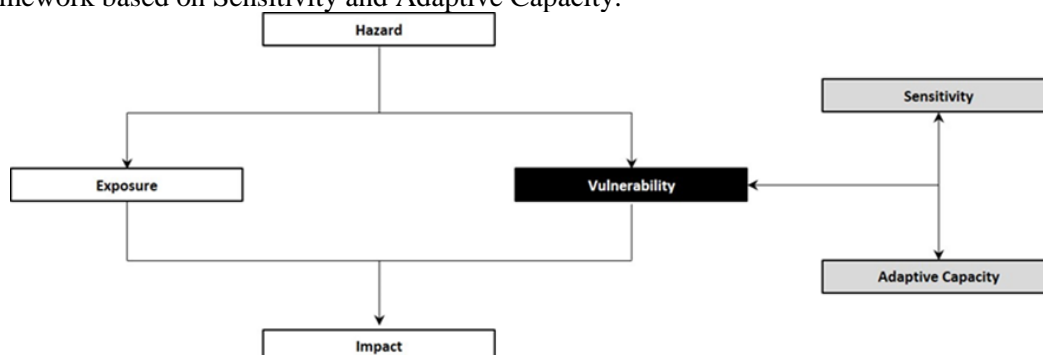 mework based on Sensitivity and Adaptive Capacity.
Hazard
Sensitivity
Exposure
Vulnerability
Adaptive Capacity
Impact